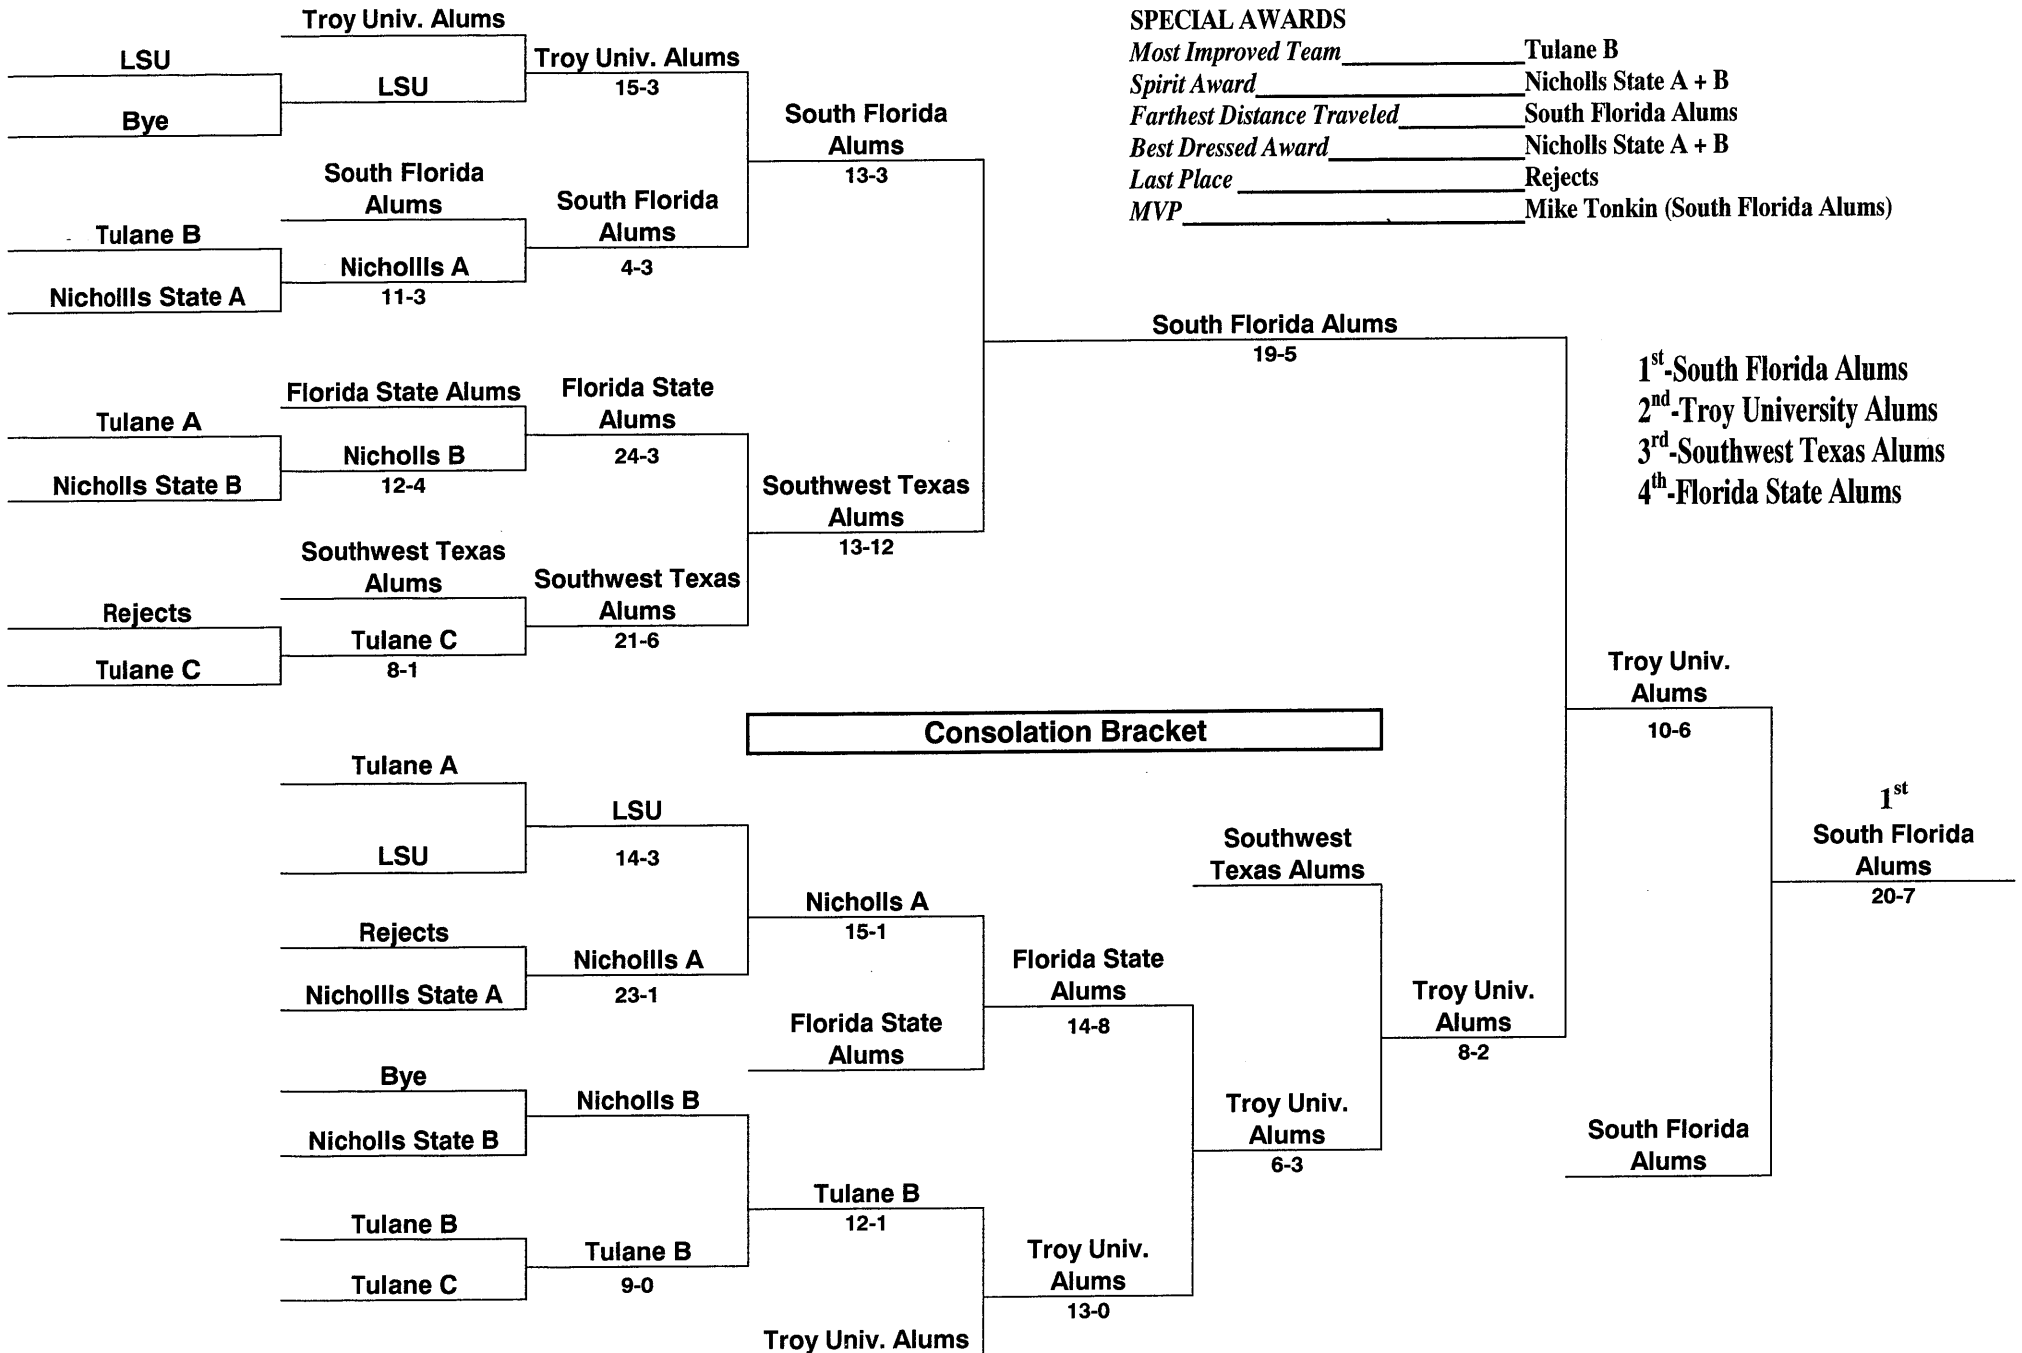 Troy Univ. Alums
LSU
Troy Univ. Alums
LSU
15-3
Bye
South Florida
Alums
13-3
South Florida
Alums
South Florida
Alums
Tulane B
Nichollls A
4-3
Nichollls State A
11-3
SPECIAL AWARDS
Most Improved Team Tulane B
Spirit Award Nicholls State A + B
Farthest Distance Traveled South Florida Alums
Best Dressed Award Nicholls State A + B
Last Place Rejects
MVP Mike Tonkin (South Florida Alums)
South Florida Alums
19-5
1st-South Florida Alums
2nd-Troy University Alums
3rd-Southwest Texas Alums
4th-Florida State Alums
Florida State Alums
Florida State
Alums
Tulane A
Nicholls B
24-3
Nicholls State B
12-4
Southwest Texas
Alums
13-12
Southwest Texas
Alums
Southwest Texas
Alums
Rejects
Tulane C
21-6
Tulane C
8-1
Troy Univ.
Alums
10-6
Consolation Bracket
Tulane A
LSU
LSU
14-3
Nicholls A
15-1
Rejects
Nichollls A
Nichollls State A
23-1
Florida State
Alums
14-8
Florida State
Alums
Southwest
Texas Alums
Troy Univ.
Alums
8-2
1st
South Florida
Alums
20-7
Bye
Nicholls B
Nicholls State B
Troy Univ.
Alums
6-3
South Florida
Alums
Tulane B
12-1
Tulane B
Tulane B
Tulane C
9-0
Troy Univ.
Alums
13-0
Troy Univ. Alums